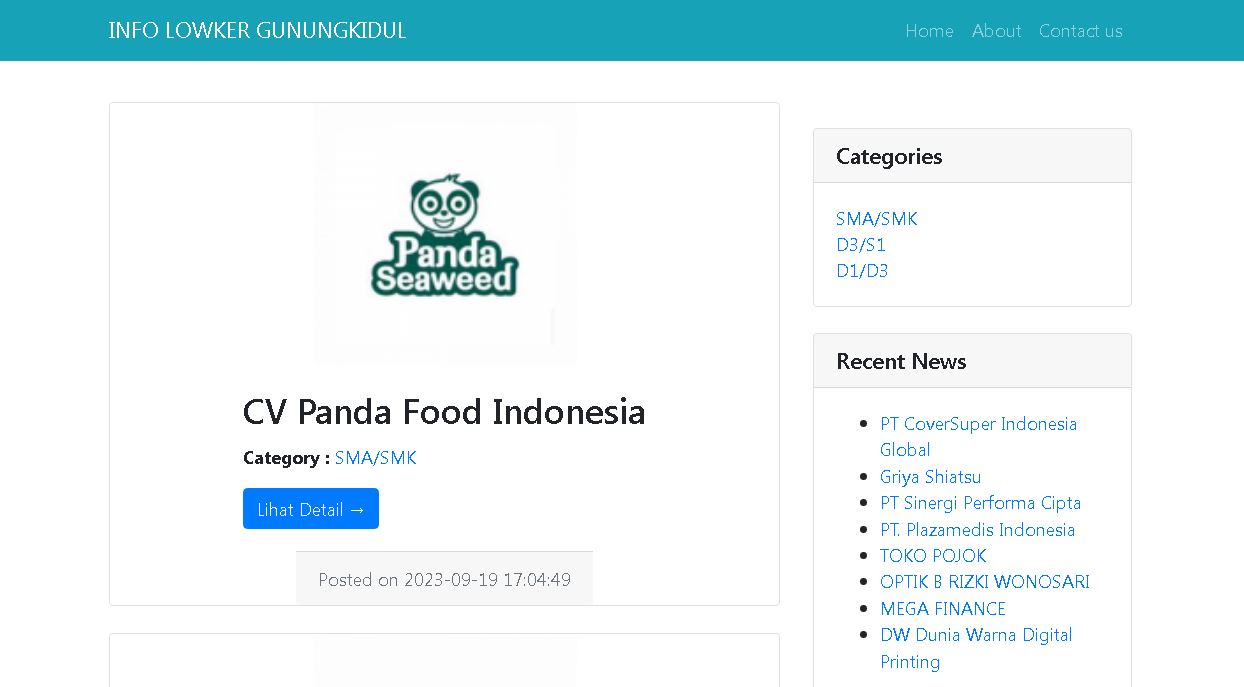 INFO LOWKER GUNUNGKIDUL
Home About Contact us
Panda
Seaweed
CV Panda Food Indonesia
Category : SMA/SMK
Lihat Detail →
Posted on 2023-09-19 17:04:49
Categories
SMA/SMK
D3/S1
D1/D3
Recent News
PT CoverSuper Indonesia
Global
Griya Shiatsu
PT Sinergi Performa Cipta
PT. Plazamedis Indonesia
TOKO POJOK
OPTIK B RIZKI WONOSARI
MEGA FINANCE
DW Dunia Warna Digital
Printing